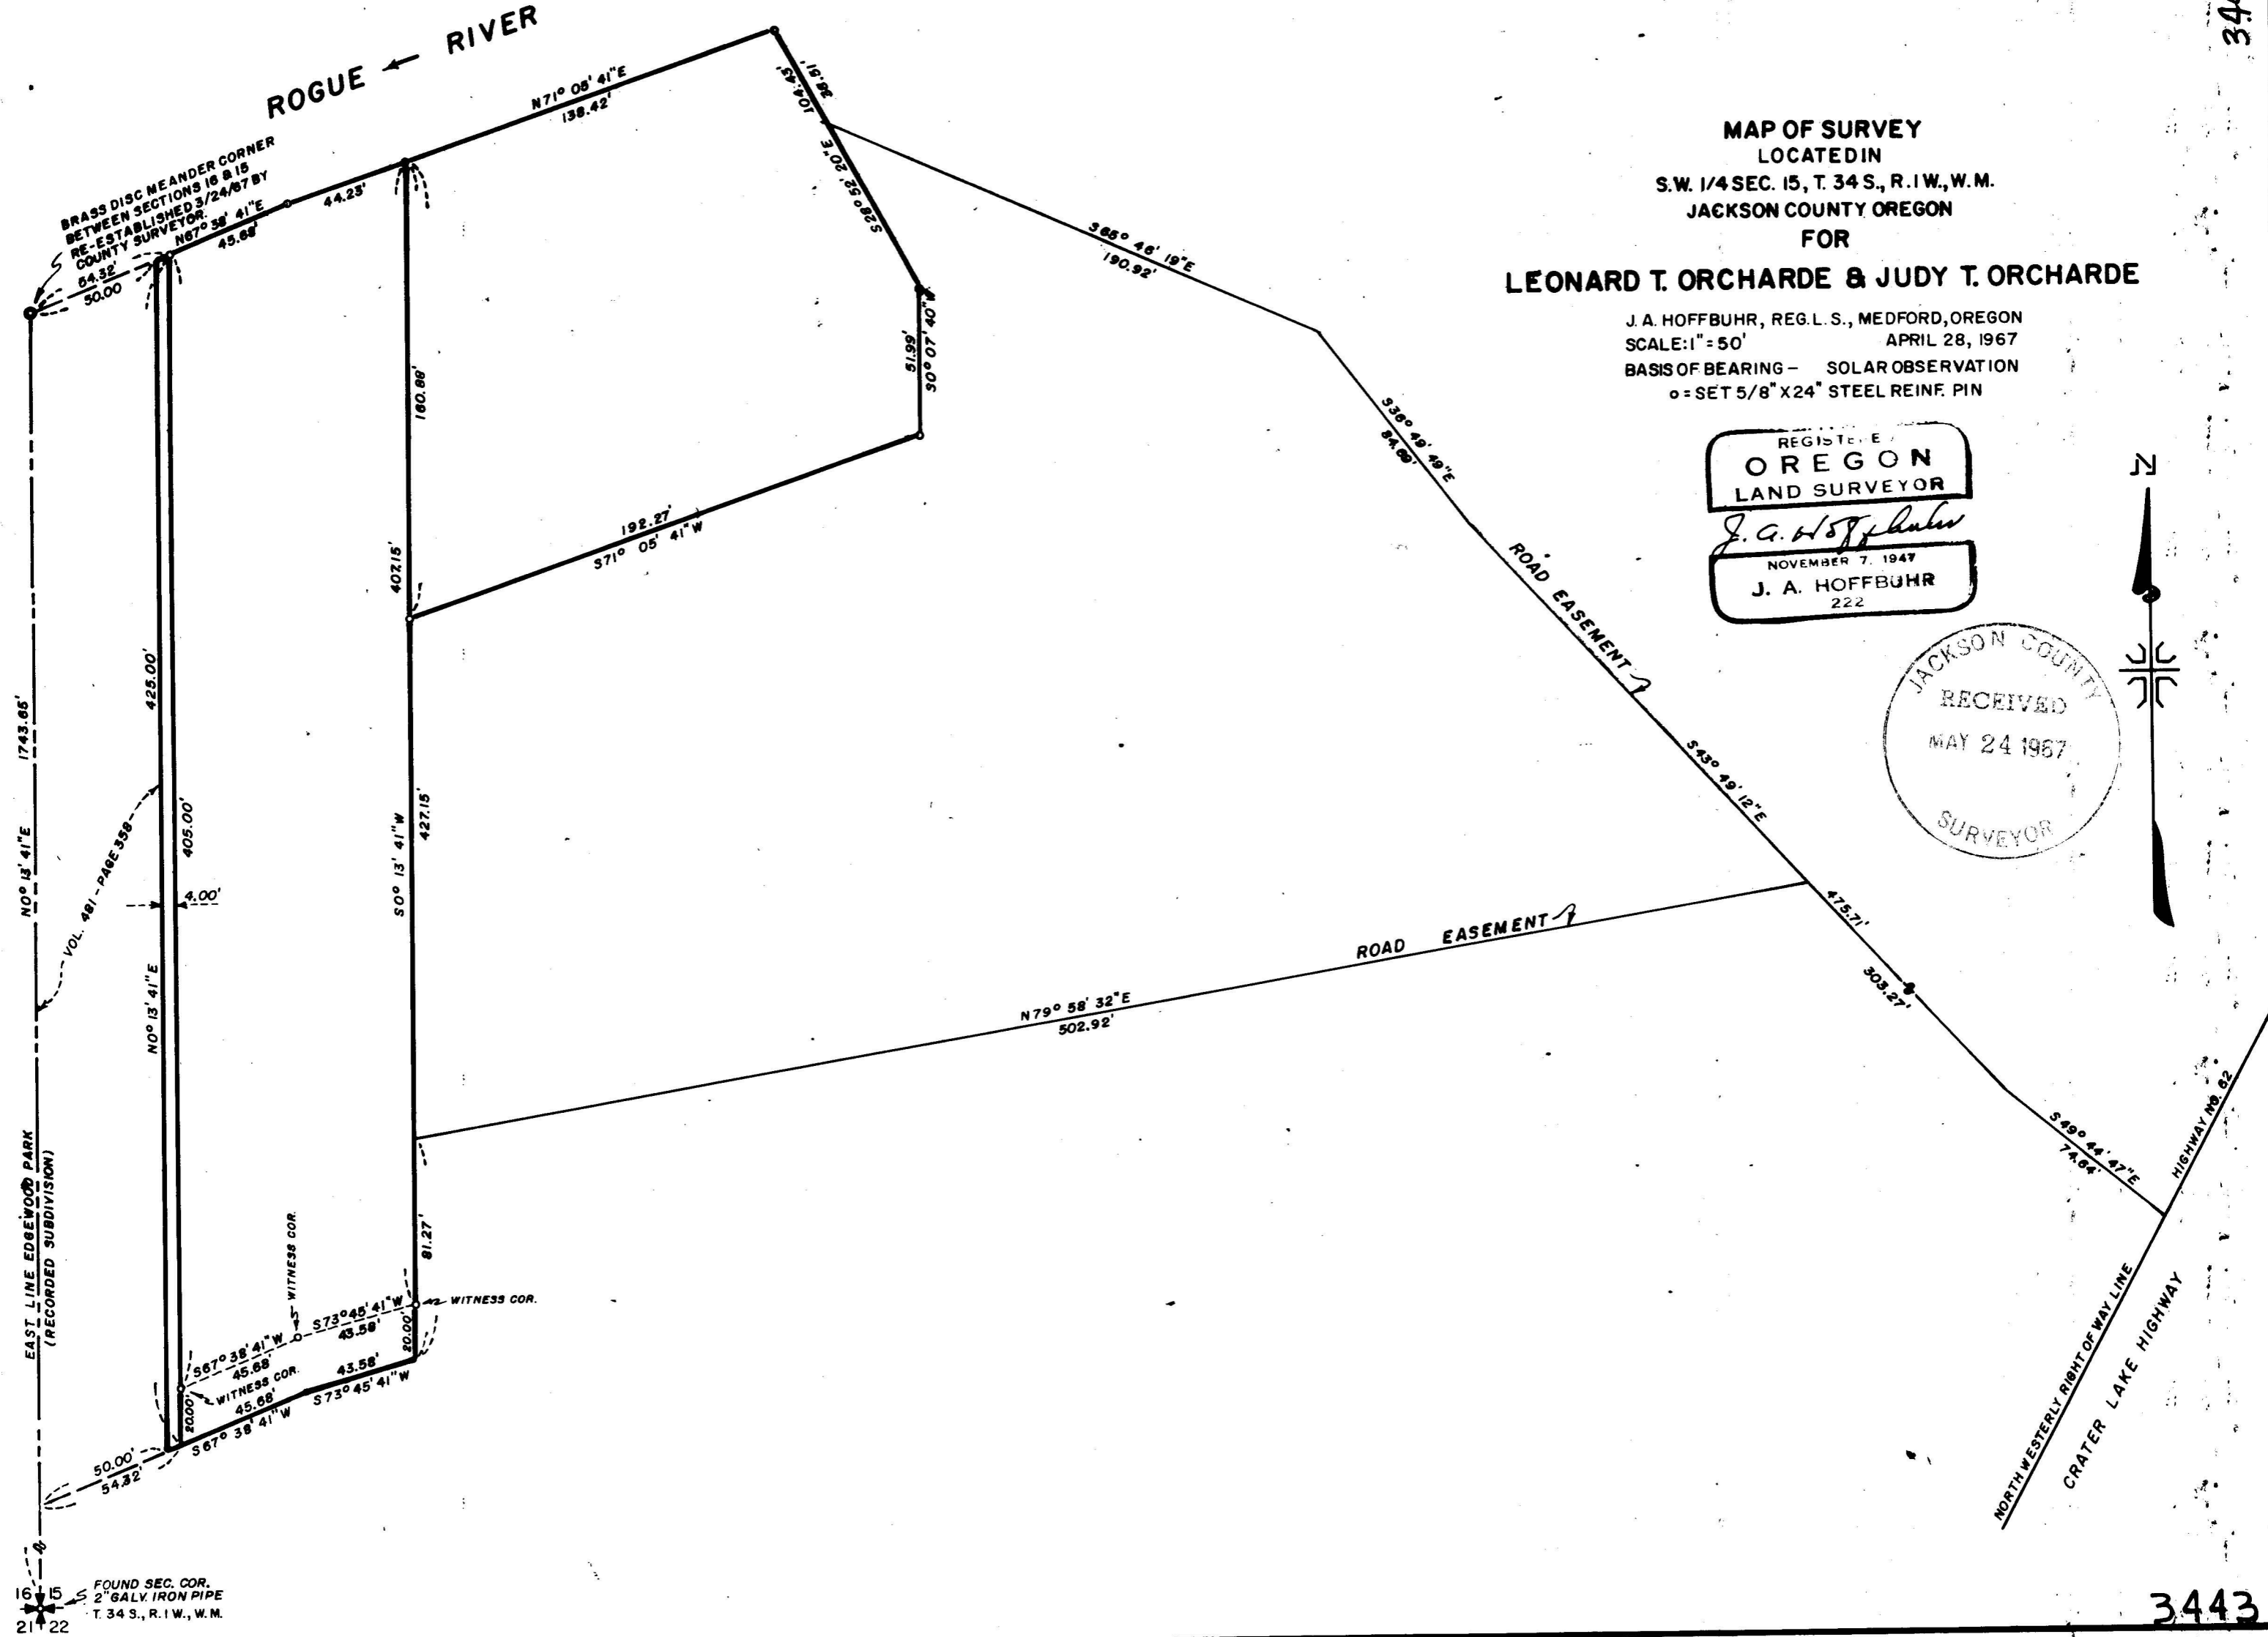 ROGUE ← RIVER
N71° 05' 41"E
138.42'
104.43'
S28° 52' 20"E
BRASS DISC MEANDER CORNER
BETWEEN SECTIONS 16 & 15
RE-ESTABLISHED 3/24/67 BY
COUNTY SURVEYOR.
N67° 38' 41"E
45.68'
44.23'
54.32'
50.00
S65° 46' 19"E
190.92'
51.99'
S0° 07' 40"W
160.88'
192.27'
S71° 05' 41"W
407.15'
S36° 49' 49"E
84.69'
ROAD EASEMENT
S43° 49' 12"E
475.71'
303.27'
S49° 44' 47"E
74.64'
1743.65'
N0° 13' 41"E
425.00'
405.00'
VOL. 481 - PAGE 358
4.00'
N0° 13' 41"E
S0° 13' 41"W
427.15'
ROAD EASEMENT
N79° 58' 32"E
502.92'
81.27'
EAST LINE EDGEWOOD PARK
(RECORDED SUBDIVISION)
WITNESS COR.
WITNESS COR.
S73° 45' 41"W
43.58'
20.00'
S67° 38' 41"W
45.68'
WITNESS COR.
43.58'
S73° 45' 41"W
45.68'
S67° 38' 41"W
20.00'
50.00'
54.32'
16 15
21 22
FOUND SEC. COR.
2" GALV. IRON PIPE
T. 34 S., R. 1 W., W.M.
MAP OF SURVEY
LOCATED IN
S.W. 1/4 SEC. 15, T. 34 S., R. 1 W., W.M.
JACKSON COUNTY OREGON
FOR
LEONARD T. ORCHARDE & JUDY T. ORCHARDE
J. A. HOFFBUHR, REG. L. S., MEDFORD, OREGON
SCALE: 1" = 50' APRIL 28, 1967
BASIS OF BEARING - SOLAR OBSERVATION
o = SET 5/8" X 24" STEEL REINF. PIN
REGISTERE
OREGON
LAND SURVEYOR
J. A. Hoffbuhr
NOVEMBER 7, 1947
J. A. HOFFBUHR
222
N
JACKSON COUNTY
RECEIVED
MAY 24 1967
SURVEYOR
HIGHWAY NO. 62
NORTHWESTERLY RIGHT OF WAY LINE
CRATER LAKE HIGHWAY
3443